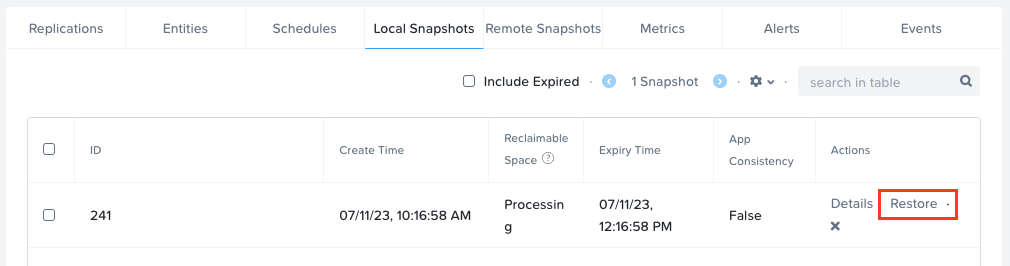 Replications Entities Schedules Local Snapshots Remote Snapshots Metrics Alerts Events
Include Expired · 1 Snapshot · · search in table
ID Create Time Reclaimable Space ? Expiry Time App Consistency Actions
241 07/11/23, 10:16:58 AM Processin
g 07/11/23,
12:16:58 PM False Details Restore ·